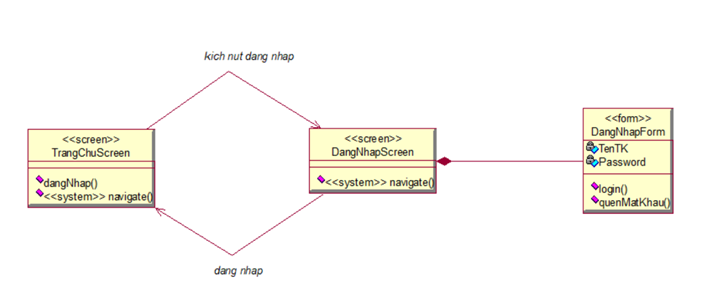 kich nut dang nhap
<<screen>>
TrangChuScreen
dangNhap()
<<system>> navigate()
<<screen>>
DangNhapScreen
<<system>> navigate()
<<form>>
DangNhapForm
TenTK
Password
login()
quenMatKhau()
dang nhap